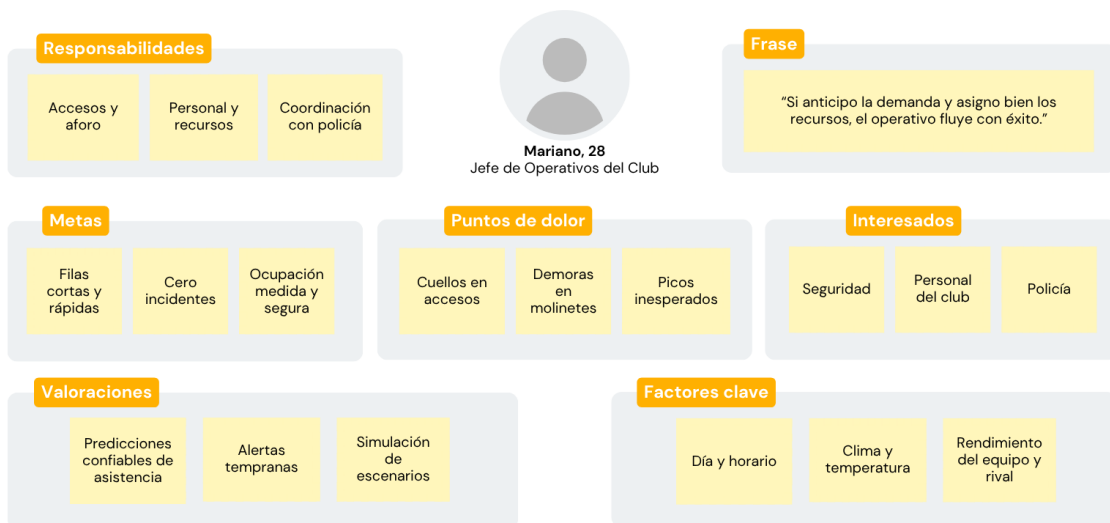 Responsabilidades
Accesos y
aforo
Personal y
recursos
Coordinación
con policía
Mariano, 28
Jefe de Operativos del Club
Frase
“Si anticipo la demanda y asigno bien los
recursos, el operativo fluye con éxito.”
Metas
Filas
cortas y
rápidas
Cero
incidentes
Ocupación
medida y
segura
Puntos de dolor
Cuellos en
accesos
Demoras
en
molinetes
Picos
inesperados
Interesados
Seguridad
Personal
del club
Policía
Valoraciones
Predicciones
confiables de
asistencia
Alertas
tempranas
Simulación
de
escenarios
Factores clave
Día y horario
Clima y
temperatura
Rendimiento
del equipo y
rival